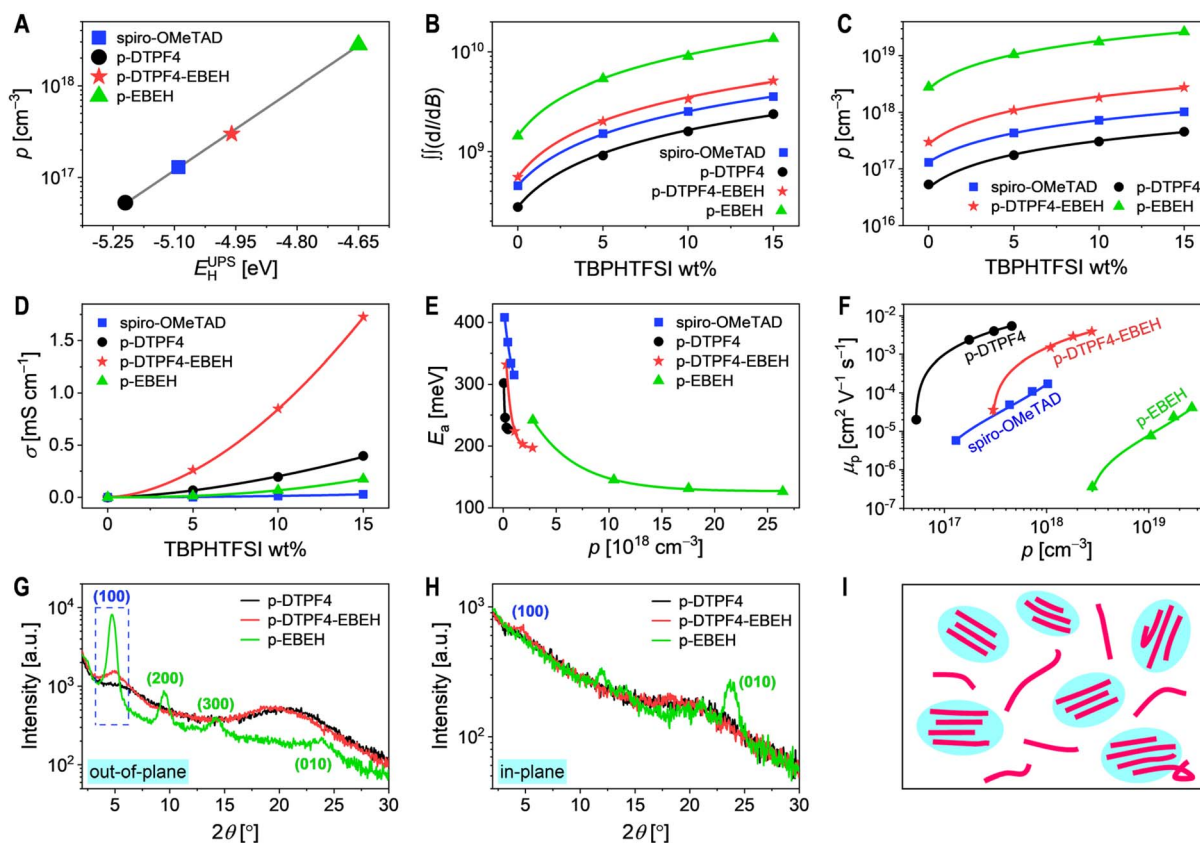 A
spiro-OMeTAD
p-DTPF4
p-DTPF4-EBEH
p-EBEH
10¹⁸
10¹⁷
p [cm⁻³]
-5.25 -5.10 -4.95 -4.80 -4.65
E_H^UPS [eV]
B
10¹⁰
10⁹
∬(dI/dB)
spiro-OMeTAD
p-DTPF4
p-DTPF4-EBEH
p-EBEH
0 5 10 15
TBPHTFSI wt%
C
10¹⁹
10¹⁸
10¹⁷
10¹⁶
p [cm⁻³]
spiro-OMeTAD p-DTPF4
p-DTPF4-EBEH p-EBEH
0 5 10 15
TBPHTFSI wt%
D
spiro-OMeTAD
p-DTPF4
p-DTPF4-EBEH
p-EBEH
1.5
1.0
0.5
0.0
σ [mS cm⁻¹]
0 5 10 15
TBPHTFSI wt%
E
spiro-OMeTAD
p-DTPF4
p-DTPF4-EBEH
p-EBEH
400
300
200
100
E_a [meV]
0 5 10 15 20 25
p [10¹⁸ cm⁻³]
F
10⁻²
10⁻³
10⁻⁴
10⁻⁵
10⁻⁶
10⁻⁷
μ_p [cm² V⁻¹ s⁻¹]
p-DTPF4
p-DTPF4-EBEH
spiro-OMeTAD
p-EBEH
10¹⁷ 10¹⁸ 10¹⁹
p [cm⁻³]
G
(100)
p-DTPF4
p-DTPF4-EBEH
p-EBEH
(200)
(300)
(010)
10⁴
10³
10²
Intensity [a.u.]
out-of-plane
5 10 15 20 25 30
2θ [°]
H
p-DTPF4
p-DTPF4-EBEH
p-EBEH
(100)
(010)
10³
10²
Intensity [a.u.]
in-plane
5 10 15 20 25 30
2θ [°]
I